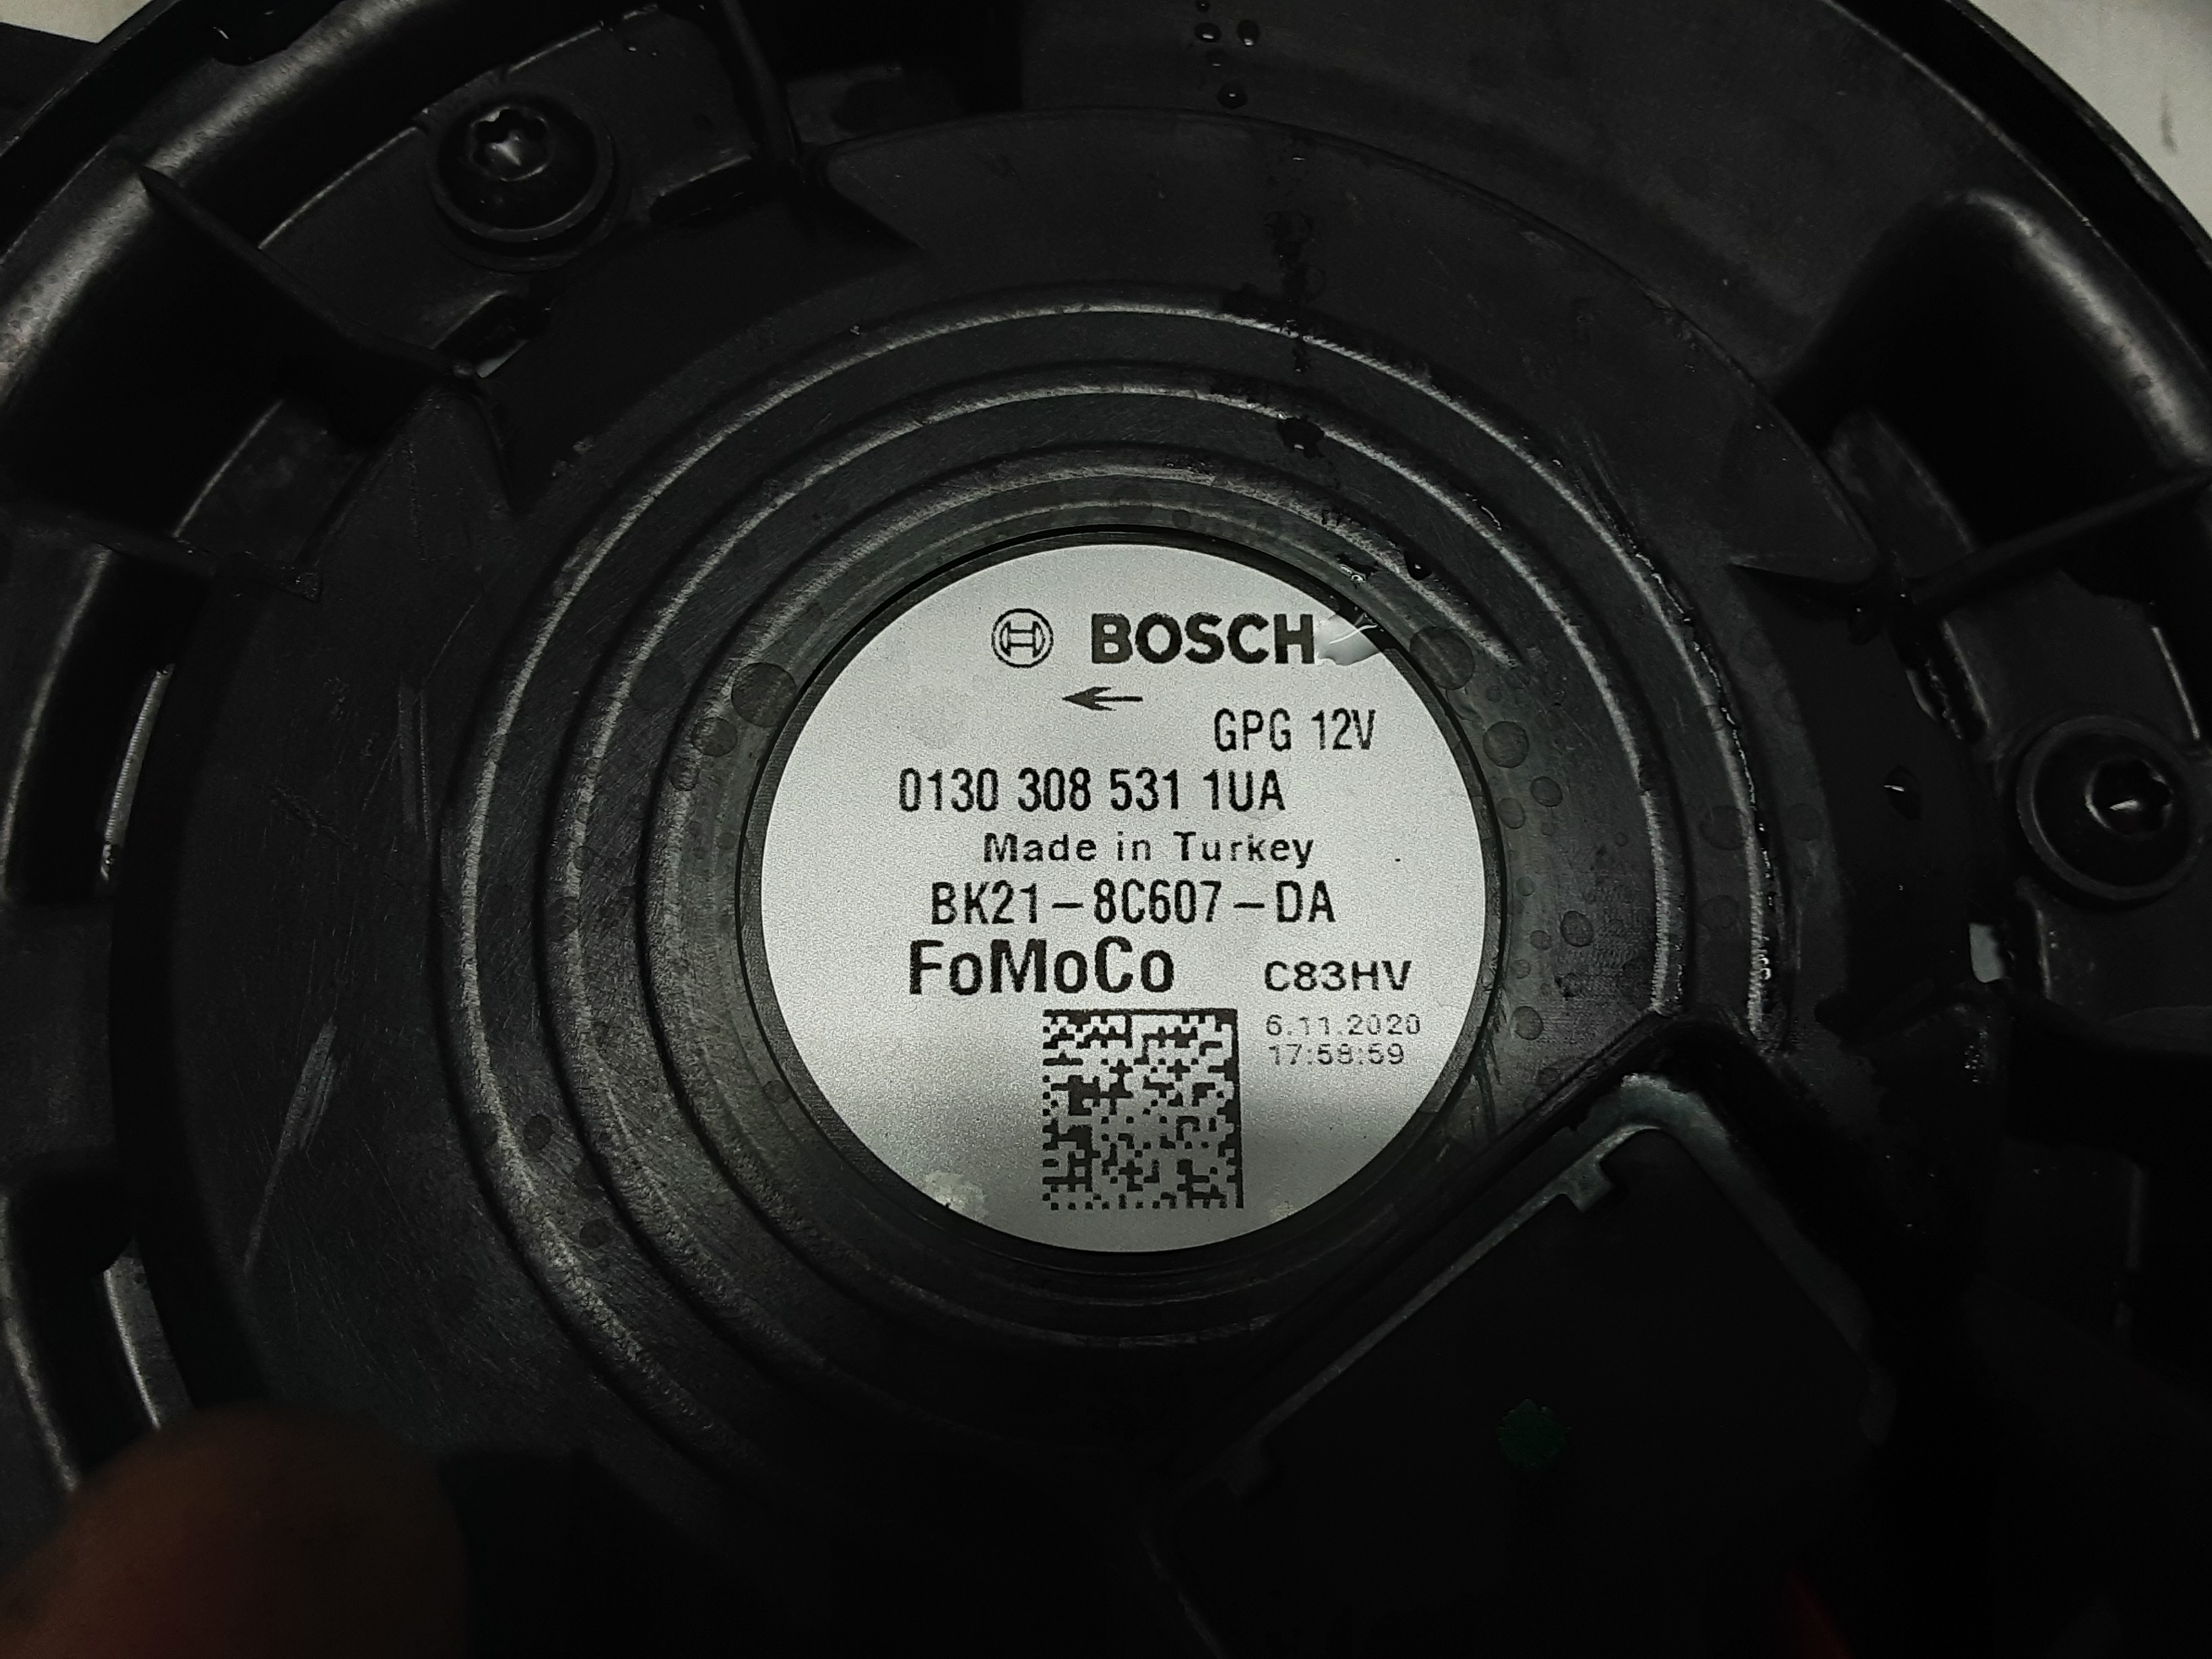 BOSCH
GPG 12V
0130 308 531 1UA
Made in Turkey
BK21-8C607-DA
FoMoCo C83HV
6.11.2020
17:58:59